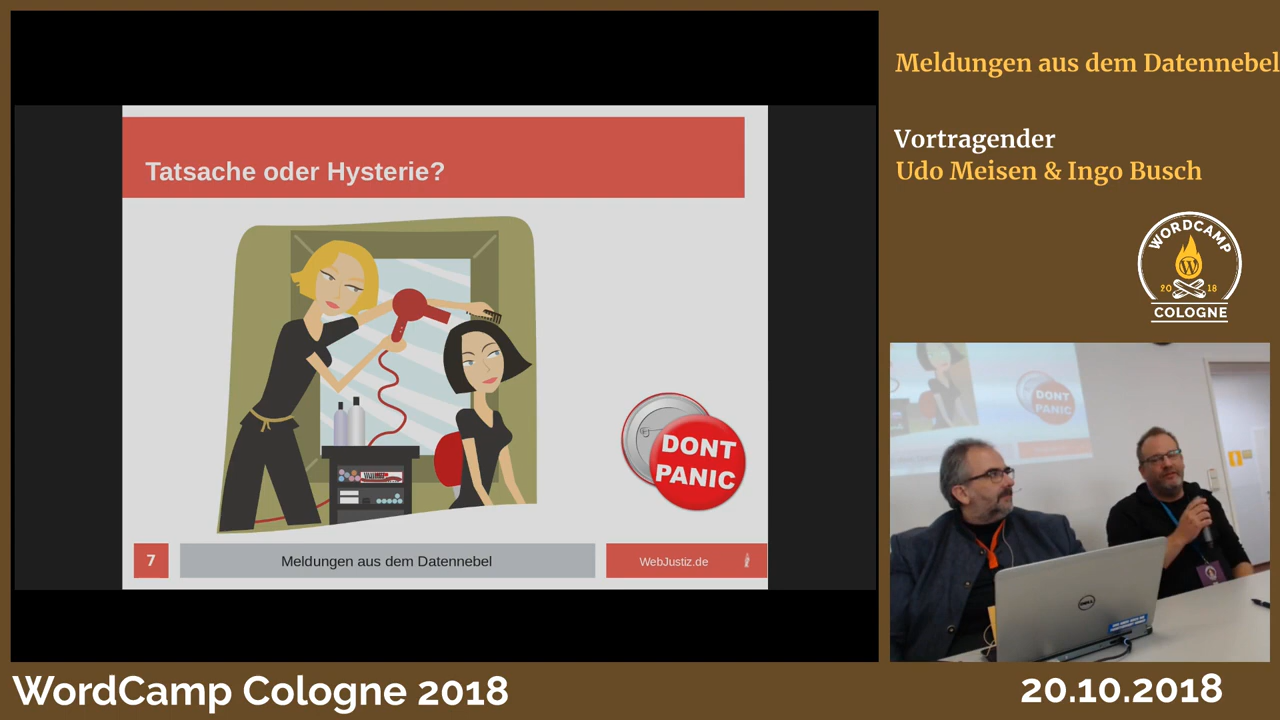 Tatsache oder Hysterie?
DONT
PANIC
7
Meldungen aus dem Datennebel
WebJustiz.de
Meldungen aus dem Datennebel
Vortragender
Udo Meisen & Ingo Busch
WORDCAMP
20 18
COLOGNE
DONT
PANIC
DELL
WordCamp Cologne 2018
20.10.2018